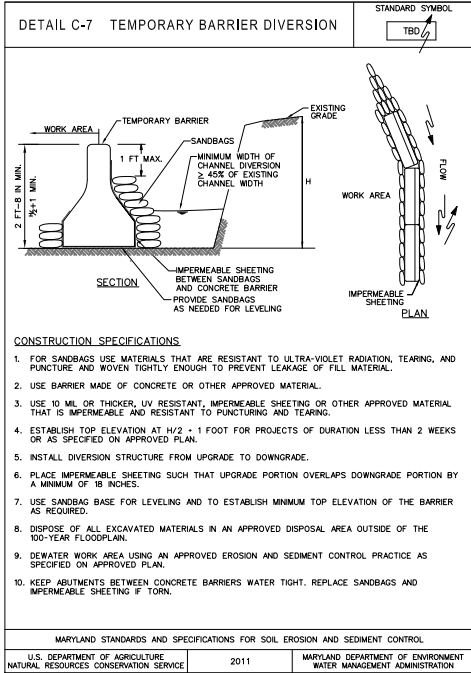 DETAIL C-7 TEMPORARY BARRIER DIVERSION
STANDARD SYMBOL
TBD
WORK AREA
TEMPORARY BARRIER
SANDBAGS
1 FT MAX.
MINIMUM WIDTH OF
CHANNEL DIVERSION
≥ 45% OF EXISTING
CHANNEL WIDTH
EXISTING
GRADE
2 FT-8 IN MIN.
H/2+1 MIN.
H
SECTION
IMPERMEABLE SHEETING
BETWEEN SANDBAGS
AND CONCRETE BARRIER
PROVIDE SANDBAGS
AS NEEDED FOR LEVELING
WORK AREA
FLOW
IMPERMEABLE
SHEETING
PLAN
CONSTRUCTION SPECIFICATIONS
1. FOR SANDBAGS USE MATERIALS THAT ARE RESISTANT TO ULTRA-VIOLET RADIATION, TEARING, AND
PUNCTURE AND WOVEN TIGHTLY ENOUGH TO PREVENT LEAKAGE OF FILL MATERIAL.
2. USE BARRIER MADE OF CONCRETE OR OTHER APPROVED MATERIAL.
3. USE 10 MIL OR THICKER, UV RESISTANT, IMPERMEABLE SHEETING OR OTHER APPROVED MATERIAL
THAT IS IMPERMEABLE AND RESISTANT TO PUNCTURING AND TEARING.
4. ESTABLISH TOP ELEVATION AT H/2 + 1 FOOT FOR PROJECTS OF DURATION LESS THAN 2 WEEKS
OR AS SPECIFIED ON APPROVED PLAN.
5. INSTALL DIVERSION STRUCTURE FROM UPGRADE TO DOWNGRADE.
6. PLACE IMPERMEABLE SHEETING SUCH THAT UPGRADE PORTION OVERLAPS DOWNGRADE PORTION BY
A MINIMUM OF 18 INCHES.
7. USE SANDBAG BASE FOR LEVELING AND TO ESTABLISH MINIMUM TOP ELEVATION OF THE BARRIER
AS REQUIRED.
8. DISPOSE OF ALL EXCAVATED MATERIALS IN AN APPROVED DISPOSAL AREA OUTSIDE OF THE
100-YEAR FLOODPLAIN.
9. DEWATER WORK AREA USING AN APPROVED EROSION AND SEDIMENT CONTROL PRACTICE AS
SPECIFIED ON APPROVED PLAN.
10. KEEP ABUTMENTS BETWEEN CONCRETE BARRIERS WATER TIGHT. REPLACE SANDBAGS AND
IMPERMEABLE SHEETING IF TORN.
MARYLAND STANDARDS AND SPECIFICATIONS FOR SOIL EROSION AND SEDIMENT CONTROL
U.S. DEPARTMENT OF AGRICULTURE
NATURAL RESOURCES CONSERVATION SERVICE
2011
MARYLAND DEPARTMENT OF ENVIRONMENT
WATER MANAGEMENT ADMINISTRATION